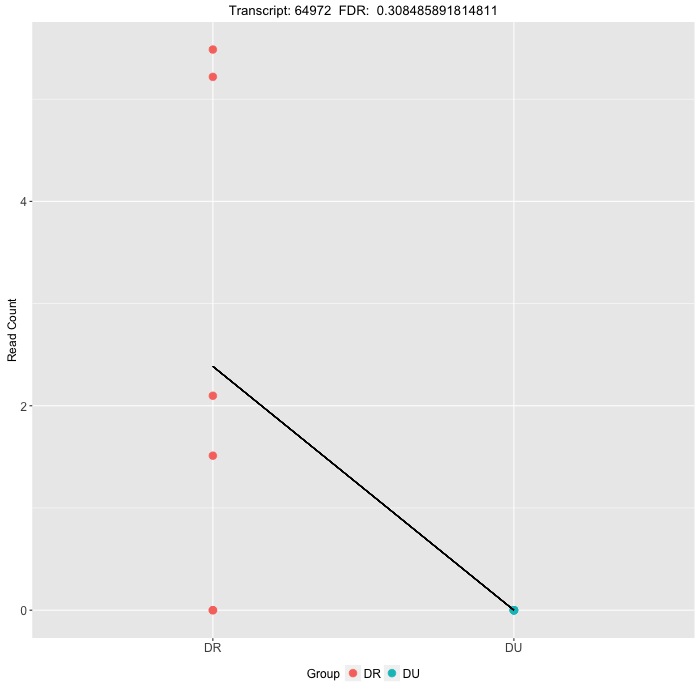 Transcript: 64972  FDR:  0.308485891814811
Read Count
4
2
0
DR DU
Group DR DU